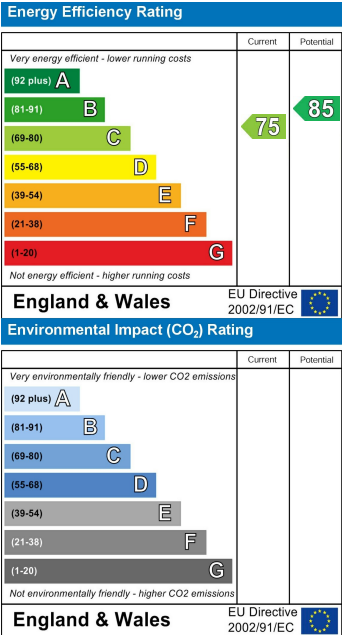 Energy Efficiency Rating
Current Potential
Very energy efficient - lower running costs
(92 plus) A
(81-91) B
(69-80) C
(55-68) D
(39-54) E
(21-38) F
(1-20) G
75 85
Not energy efficient - higher running costs
England & Wales
EU Directive
2002/91/EC
Environmental Impact (CO₂) Rating
Current Potential
Very environmentally friendly - lower CO2 emissions
(92 plus) A
(81-91) B
(69-80) C
(55-68) D
(39-54) E
(21-38) F
(1-20) G
Not environmentally friendly - higher CO2 emissions
England & Wales
EU Directive
2002/91/EC